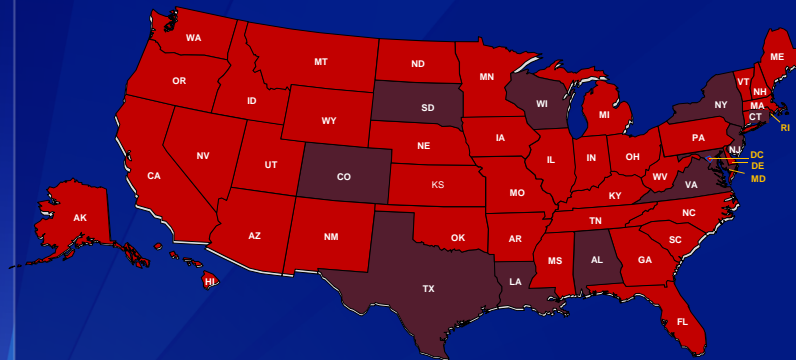 WA
MT
ND
MN
ME
VT
NH
MA
CT
RI
NY
OR
ID
SD
WI
MI
WY
IA
PA
NJ
NE
NV
UT
CO
IL
IN
OH
DC
DE
MD
WV
VA
CA
KS
MO
KY
NC
TN
AK
AZ
NM
OK
AR
SC
MS
AL
GA
HI
TX
LA
FL